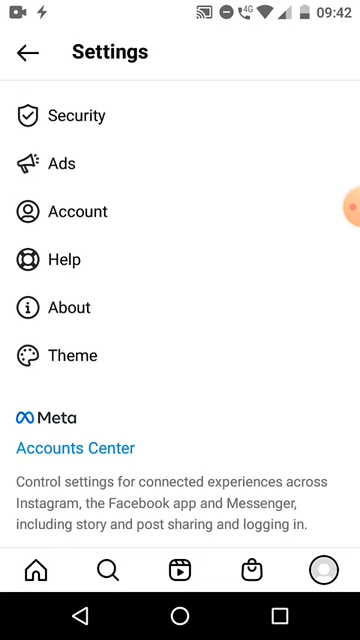 4G
09:42
Settings
Security
Ads
Account
Help
About
Theme
Meta
Accounts Center
Control settings for connected experiences across
Instagram, the Facebook app and Messenger,
including story and post sharing and logging in.